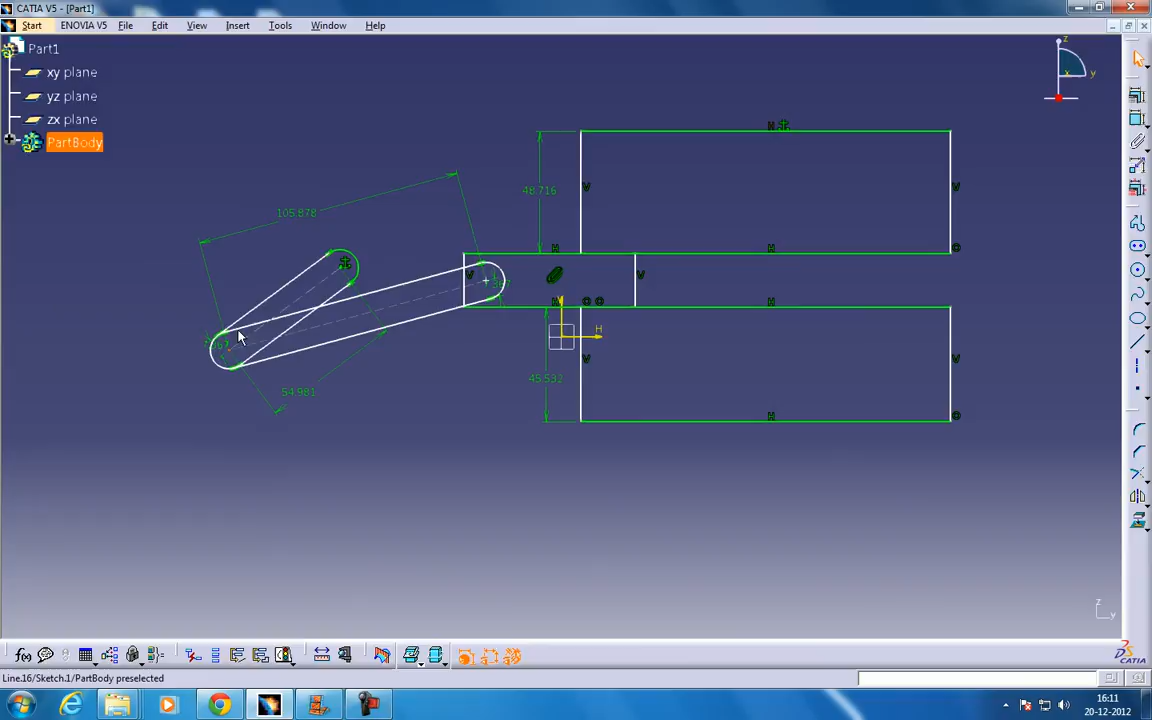 CATIA V5 - [Part1]
Start ENOVIA V5 File Edit View Insert Tools Window Help
Part1
xy plane
yz plane
zx plane
PartBody
z
x y
H
V V
48.716
105.878
H H
V V
H H
H
V V
45.532
54.981
H
z
y
f(x)
CATIA
Line.16/Sketch.1/PartBody preselected
16:11
20-12-2012